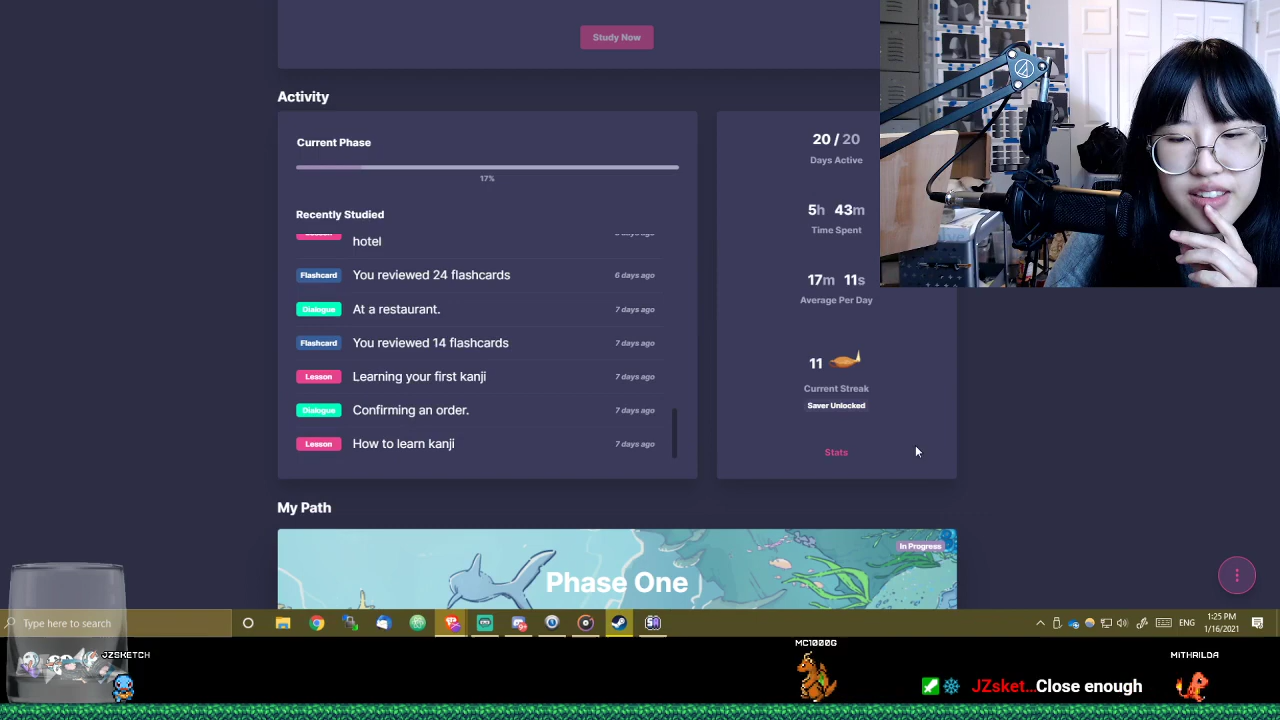 Study Now
Activity
Current Phase
17%
Recently Studied
hotel
Flashcard You reviewed 24 flashcards 6 days ago
Dialogue At a restaurant. 7 days ago
Flashcard You reviewed 14 flashcards 7 days ago
Lesson Learning your first kanji 7 days ago
Dialogue Confirming an order. 7 days ago
Lesson How to learn kanji 7 days ago
20 / 20
Days Active
5h 43m
Time Spent
17m 11s
Average Per Day
11
Current Streak
Saver Unlocked
Stats
My Path
In Progress
Phase One
Type here to search
ENG
1:25 PM
1/16/2021
JZSKETCH
MC1000G
MITHRILDA
JZsket...Close enough